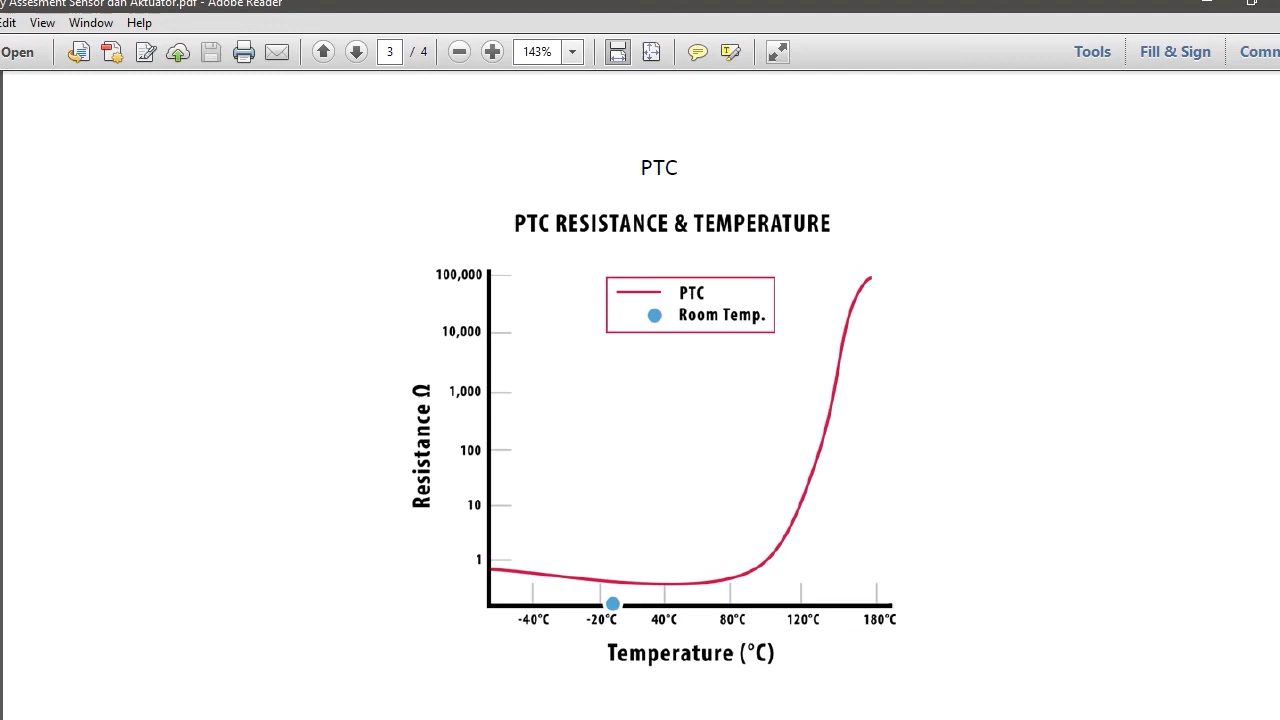 y Assesment Sensor dan Aktuator.pdf - Adobe Reader
Edit View Window Help
Open 3 / 4 143% Tools Fill & Sign Comm
PTC
PTC RESISTANCE & TEMPERATURE
100,000
10,000
1,000
100
10
1
Resistance Ω
PTC
Room Temp.
-40°C -20°C 40°C 80°C 120°C 180°C
Temperature (°C)